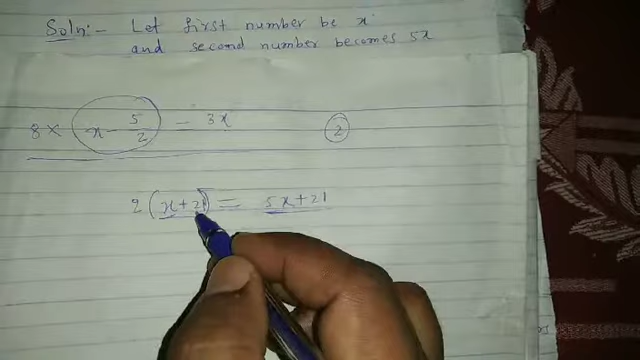 Soln:- Let first number be x
and second number becomes 5x
8 × x - 5/2 - 3x
2
2 (x+21) = 5x+21